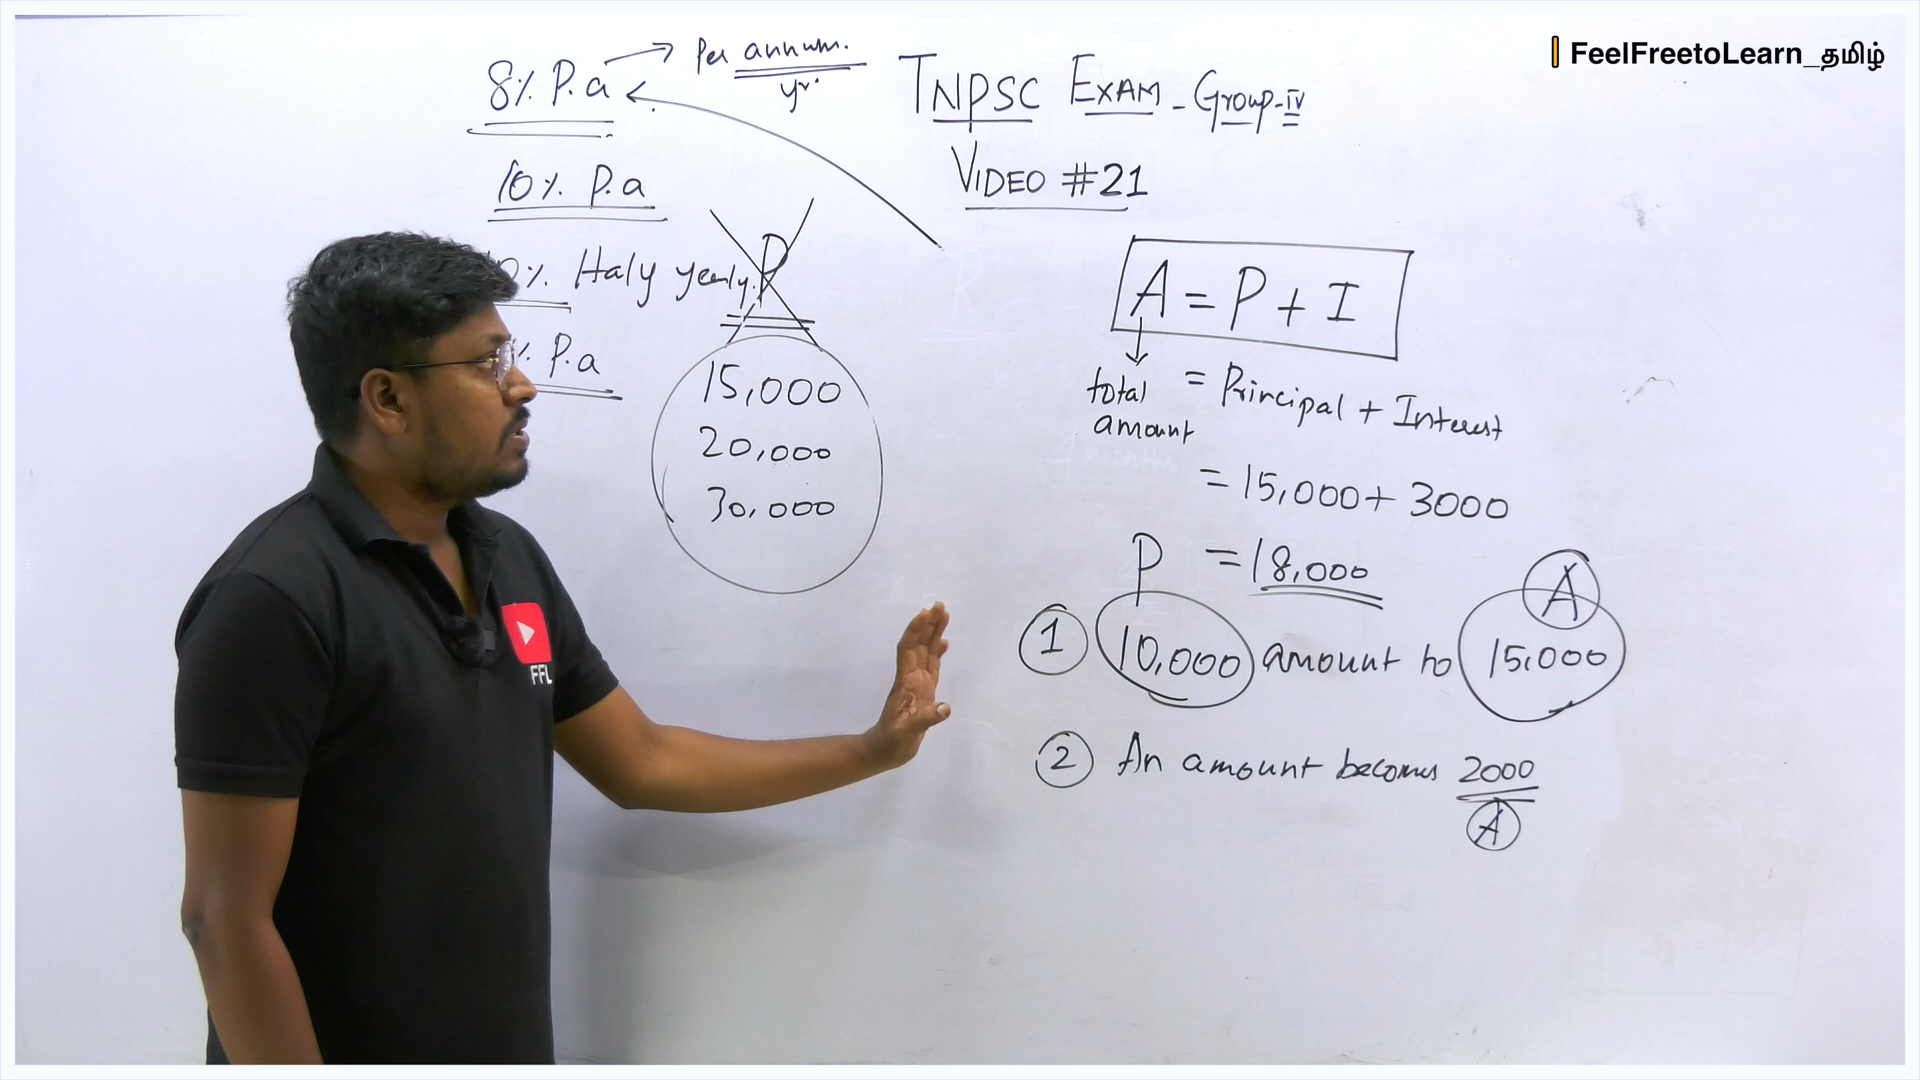 FeelFreetoLearn_தமிழ்
TNPSC EXAM - Group-IV
VIDEO #21
8% P.a
Per annum.
yr.
10% P.a
% Haly yearly.
% P.a
P
15,000
20,000
30,000
A = P + I
total amount = Principal + Interest
= 15,000 + 3000
= 18,000
P
A
1 10,000 amount to 15,000
2 An amount becomes 2000
A
FFL